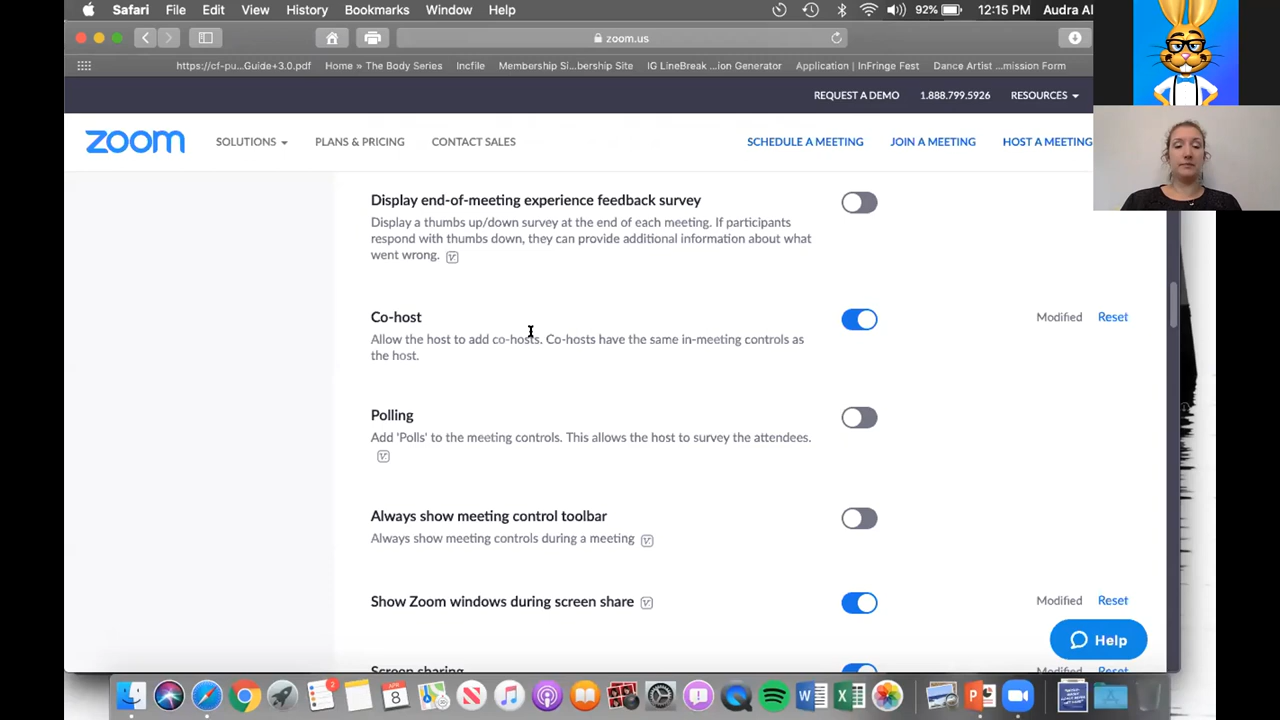 Safari File Edit View History Bookmarks Window Help 92% 12:15 PM Audra Al
zoom.us
https://cf-pu...Guide+3.0.pdf Home » The Body Series IG LineBreak ...ion Generator Application | InFringe Fest Dance Artist ...mission Form
REQUEST A DEMO 1.888.799.5926 RESOURCES
zoom SOLUTIONS PLANS & PRICING CONTACT SALES SCHEDULE A MEETING JOIN A MEETING HOST A MEETING
Display end-of-meeting experience feedback survey
Display a thumbs up/down survey at the end of each meeting. If participants
respond with thumbs down, they can provide additional information about what
went wrong.
Co-host Modified Reset
Allow the host to add co-hosts. Co-hosts have the same in-meeting controls as
the host.
Polling
Add 'Polls' to the meeting controls. This allows the host to survey the attendees.
Always show meeting control toolbar
Always show meeting controls during a meeting
Show Zoom windows during screen share Modified Reset
Help
Screen sharing Modified Reset
APR
8
2